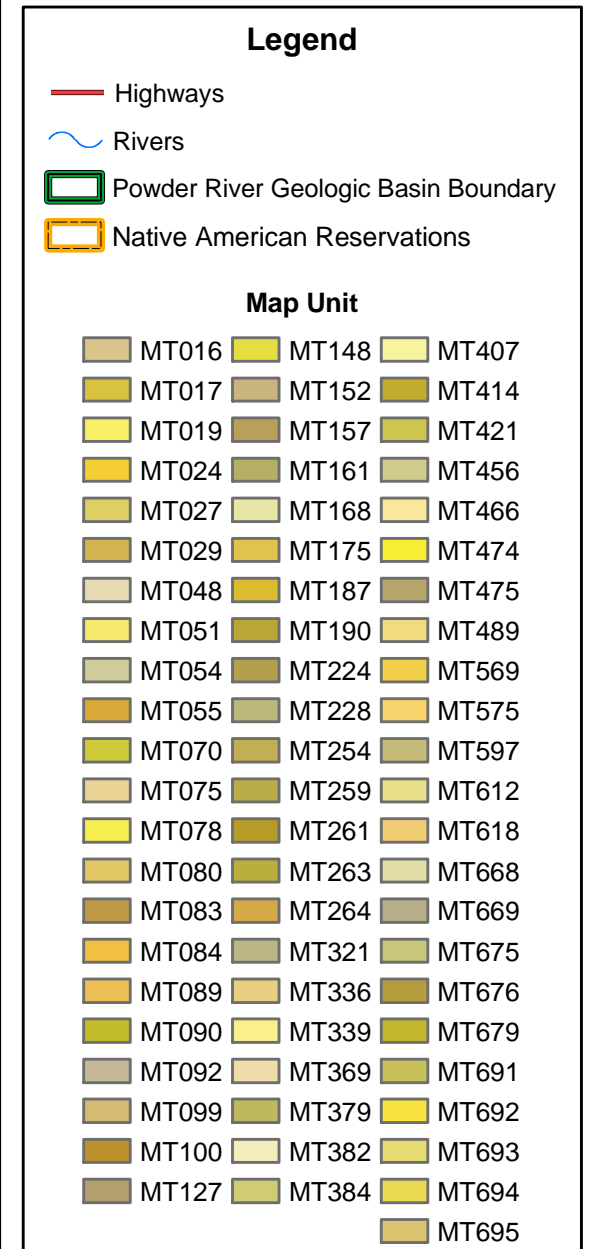 Legend
Highways
Rivers
Powder River Geologic Basin Boundary
Native American Reservations
Map Unit
MT016 MT148 MT407
MT017 MT152 MT414
MT019 MT157 MT421
MT024 MT161 MT456
MT027 MT168 MT466
MT029 MT175 MT474
MT048 MT187 MT475
MT051 MT190 MT489
MT054 MT224 MT569
MT055 MT228 MT575
MT070 MT254 MT597
MT075 MT259 MT612
MT078 MT261 MT618
MT080 MT263 MT668
MT083 MT264 MT669
MT084 MT321 MT675
MT089 MT336 MT676
MT090 MT339 MT679
MT092 MT369 MT691
MT099 MT379 MT692
MT100 MT382 MT693
MT127 MT384 MT694
MT695